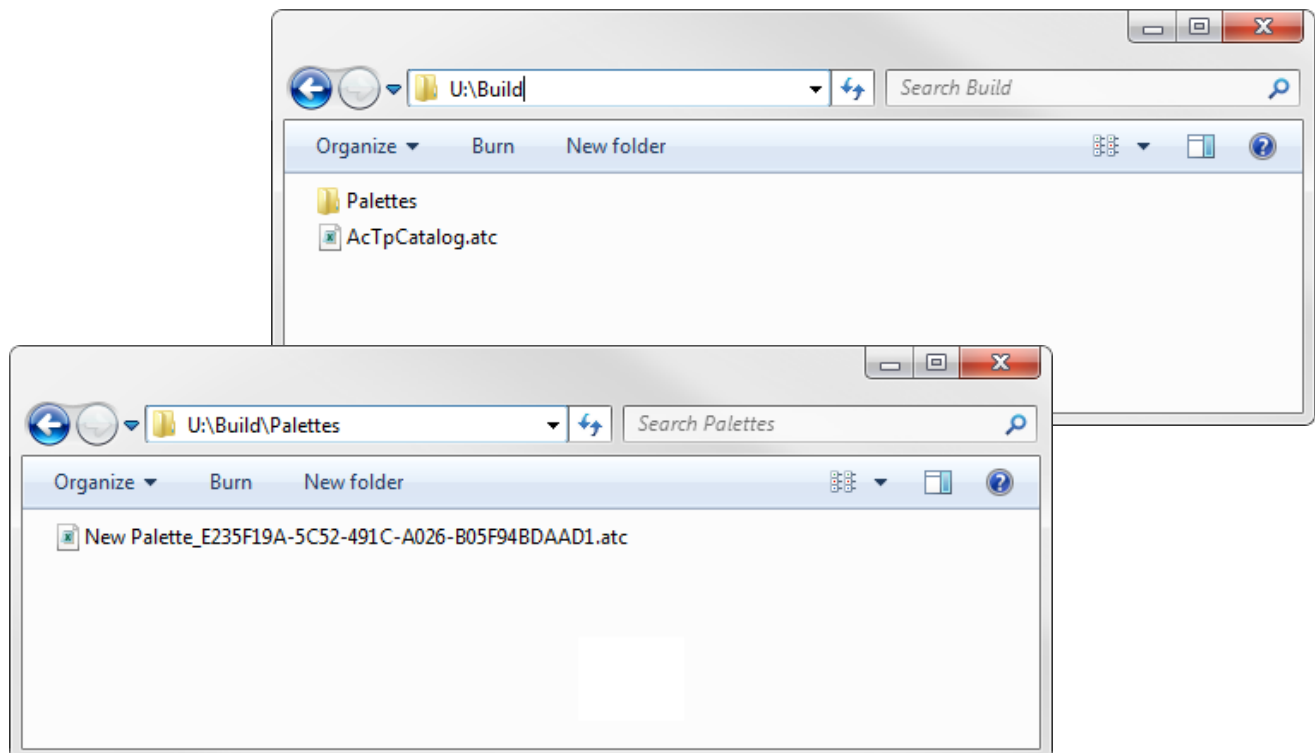 U:\Build
Search Build
Organize
Burn
New folder
Palettes
AcTpCatalog.atc
U:\Build\Palettes
Search Palettes
Organize
Burn
New folder
New Palette_E235F19A-5C52-491C-A026-B05F94BDAAD1.atc